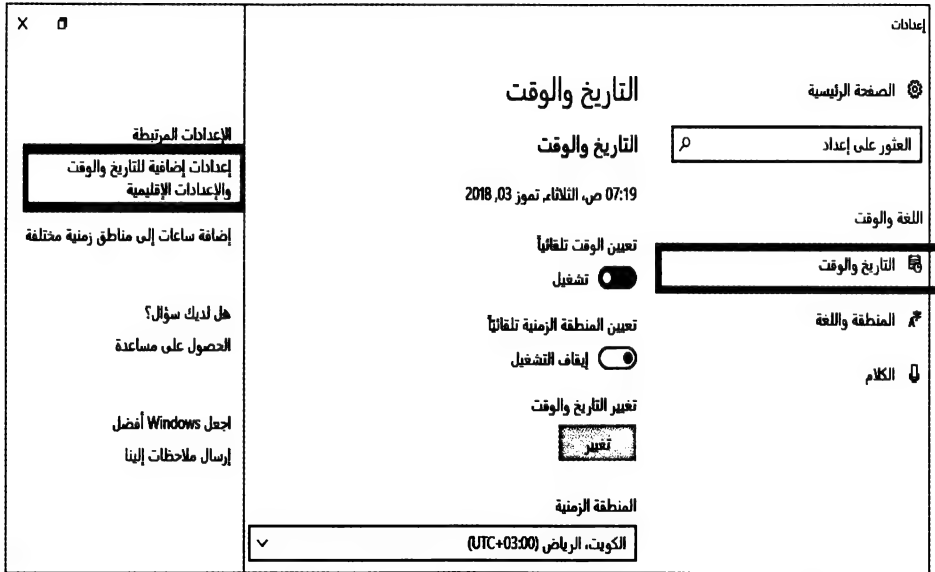 إعدادات
الصفحة الرئيسية
العثور على إعداد
اللغة والوقت
التاريخ والوقت
المنطقة واللغة
الكلام
التاريخ والوقت
التاريخ والوقت
07:19 ص، الثلاثاء, تموز 03, 2018
تعيين الوقت تلقائياً
تشغيل
تعيين المنطقة الزمنية تلقائيًا
إيقاف التشغيل
تغيير التاريخ والوقت
تغيير
المنطقة الزمنية
الكويت، الرياض (UTC+03:00)
الإعدادات المرتبطة
إعدادات إضافية للتاريخ والوقت
والإعدادات الإقليمية
إضافة ساعات إلى مناطق زمنية مختلفة
هل لديك سؤال؟
الحصول على مساعدة
اجعل Windows أفضل
إرسال ملاحظات إلينا